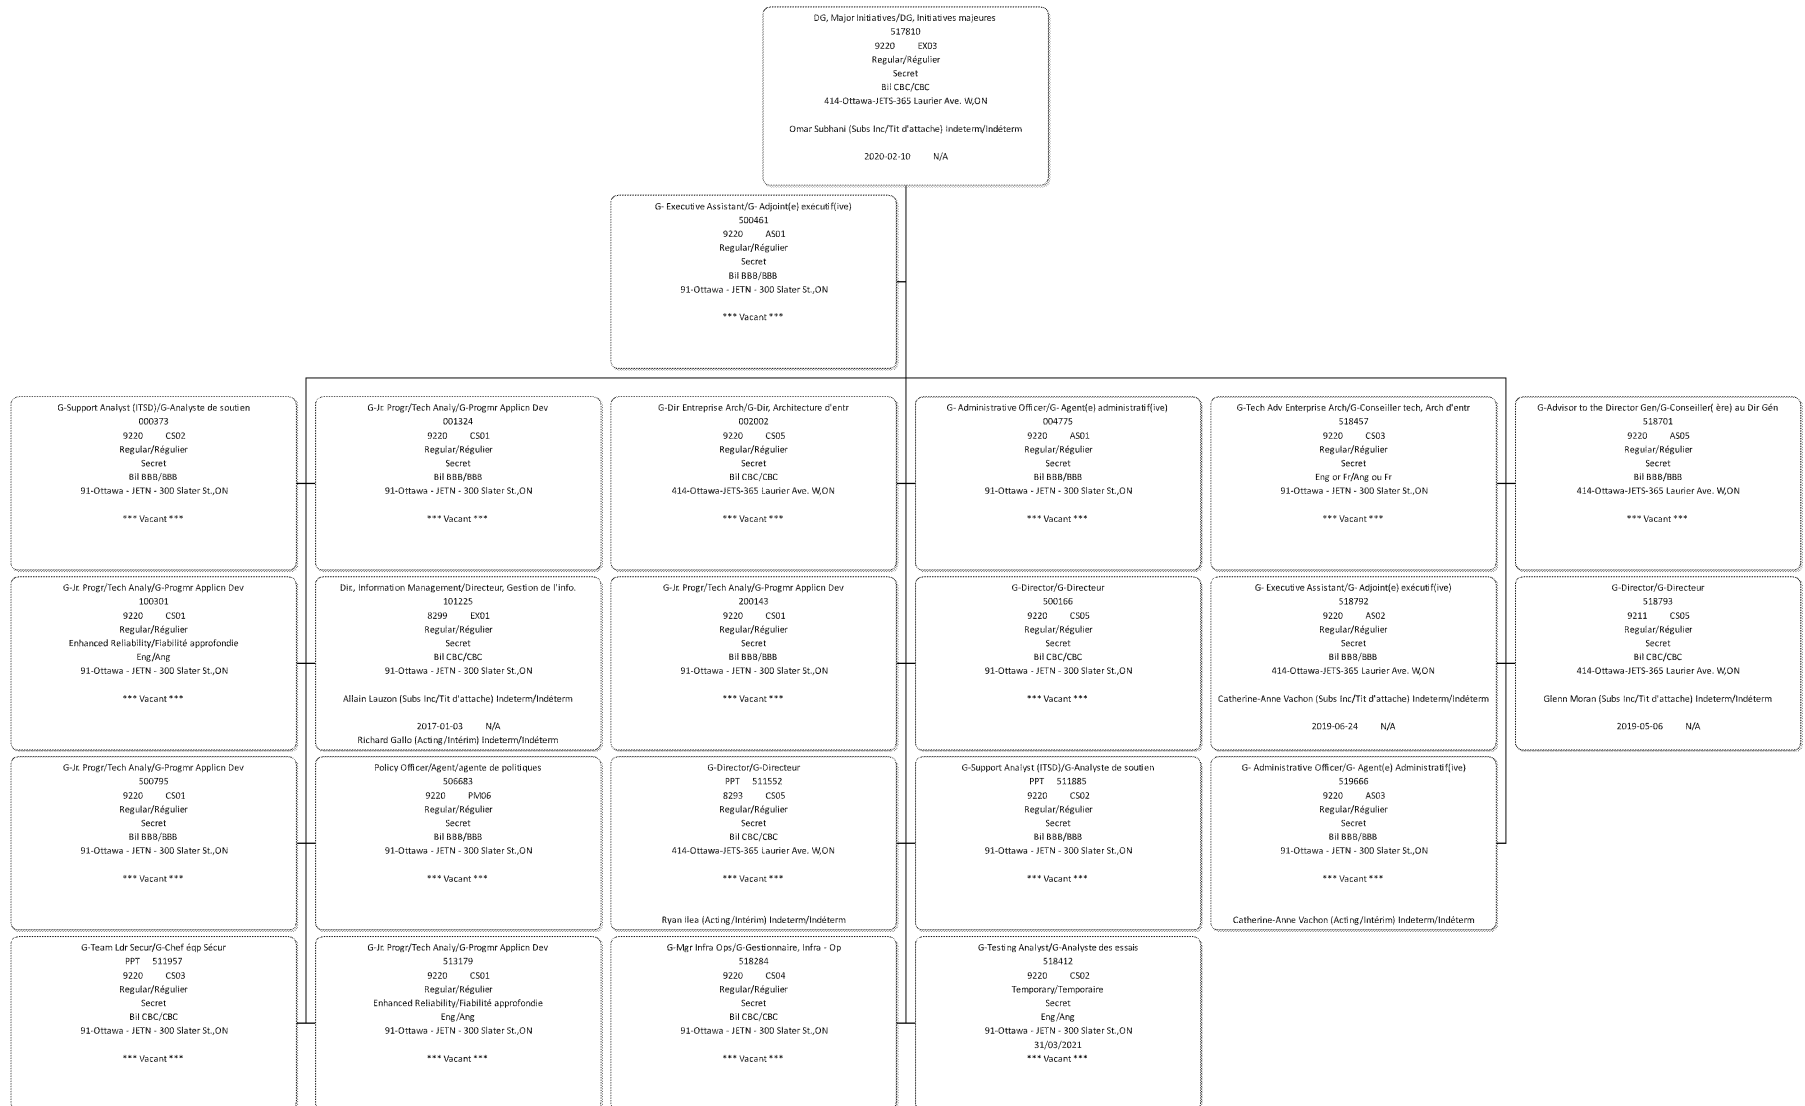 DG, Major Initiatives/DG, Initiatives majeures
517810
9220 EX03
Regular/Régulier
Secret
Bil CBC/CBC
414-Ottawa-JETS-365 Laurier Ave. W,ON
Omar Subhani (Subs Inc/Tit d'attache) Indeterm/Indéterm
2020-02-10 N/A
G- Executive Assistant/G- Adjoint(e) exécutif(ive)
500461
9220 AS01
Regular/Régulier
Secret
Bil BBB/BBB
91-Ottawa - JETN - 300 Slater St.,ON
*** Vacant ***
G-Support Analyst (ITSD)/G-Analyste de soutien
000373
9220 CS02
Regular/Régulier
Secret
Bil BBB/BBB
91-Ottawa - JETN - 300 Slater St.,ON
*** Vacant ***
G-Jr. Progr/Tech Analy/G-Progmr Applicn Dev
001324
9220 CS01
Regular/Régulier
Secret
Bil BBB/BBB
91-Ottawa - JETN - 300 Slater St.,ON
*** Vacant ***
G-Dir Entreprise Arch/G-Dir, Architecture d'entr
002002
9220 CS05
Regular/Régulier
Secret
Bil CBC/CBC
414-Ottawa-JETS-365 Laurier Ave. W,ON
*** Vacant ***
G- Administrative Officer/G- Agent(e) administratif(ive)
004775
9220 AS01
Regular/Régulier
Secret
Bil BBB/BBB
91-Ottawa - JETN - 300 Slater St.,ON
*** Vacant ***
G-Tech Adv Enterprise Arch/G-Conseiller tech, Arch d'entr
518457
9220 CS03
Regular/Régulier
Secret
Eng or Fr/Ang ou Fr
91-Ottawa - JETN - 300 Slater St.,ON
*** Vacant ***
G-Advisor to the Director Gen/G-Conseiller( ère) au Dir Gén
518701
9220 AS05
Regular/Régulier
Secret
Bil BBB/BBB
414-Ottawa-JETS-365 Laurier Ave. W,ON
*** Vacant ***
G-Jr. Progr/Tech Analy/G-Progmr Applicn Dev
100301
9220 CS01
Regular/Régulier
Enhanced Reliability/Fiabilité approfondie
Eng/Ang
91-Ottawa - JETN - 300 Slater St.,ON
*** Vacant ***
Dir., Information Management/Directeur, Gestion de l'info.
101225
8299 EX01
Regular/Régulier
Secret
Bil CBC/CBC
91-Ottawa - JETN - 300 Slater St.,ON
Allain Lauzon (Subs Inc/Tit d'attache) Indeterm/Indéterm
2017-01-03 N/A
Richard Gallo (Acting/Intérim) Indeterm/Indéterm
G-Jr. Progr/Tech Analy/G-Progmr Applicn Dev
200143
9220 CS01
Regular/Régulier
Secret
Bil BBB/BBB
91-Ottawa - JETN - 300 Slater St.,ON
*** Vacant ***
G-Director/G-Directeur
500166
9220 CS05
Regular/Régulier
Secret
Bil CBC/CBC
91-Ottawa - JETN - 300 Slater St.,ON
*** Vacant ***
G- Executive Assistant/G- Adjoint(e) exécutif(ive)
518792
9220 AS02
Regular/Régulier
Secret
Bil BBB/BBB
414-Ottawa-JETS-365 Laurier Ave. W,ON
Catherine-Anne Vachon (Subs Inc/Tit d'attache) Indeterm/Indéterm
2019-06-24 N/A
G-Director/G-Directeur
518793
9211 CS05
Regular/Régulier
Secret
Bil CBC/CBC
414-Ottawa-JETS-365 Laurier Ave. W,ON
Glenn Moran (Subs Inc/Tit d'attache) Indeterm/Indéterm
2019-05-06 N/A
G-Jr. Progr/Tech Analy/G-Progmr Applicn Dev
500795
9220 CS01
Regular/Régulier
Secret
Bil BBB/BBB
91-Ottawa - JETN - 300 Slater St.,ON
*** Vacant ***
Policy Officer/Agent/agente de politiques
506683
9220 PM06
Regular/Régulier
Secret
Bil BBB/BBB
91-Ottawa - JETN - 300 Slater St.,ON
*** Vacant ***
G-Director/G-Directeur
PPT 511552
8293 CS05
Regular/Régulier
Secret
Bil CBC/CBC
414-Ottawa-JETS-365 Laurier Ave. W,ON
*** Vacant ***
Ryan Ilea (Acting/Intérim) Indeterm/Indéterm
G-Support Analyst (ITSD)/G-Analyste de soutien
PPT 511885
9220 CS02
Regular/Régulier
Secret
Bil BBB/BBB
91-Ottawa - JETN - 300 Slater St.,ON
*** Vacant ***
G- Administrative Officer/G- Agent(e) Administratif(ive)
519666
9220 AS03
Regular/Régulier
Secret
Bil BBB/BBB
91-Ottawa - JETN - 300 Slater St.,ON
*** Vacant ***
Catherine-Anne Vachon (Acting/Intérim) Indeterm/Indéterm
G-Team Ldr Secur/G-Chef éqp Sécur
PPT 511957
9220 CS03
Regular/Régulier
Secret
Bil CBC/CBC
91-Ottawa - JETN - 300 Slater St.,ON
*** Vacant ***
G-Jr. Progr/Tech Analy/G-Progmr Applicn Dev
513179
9220 CS01
Regular/Régulier
Enhanced Reliability/Fiabilité approfondie
Eng/Ang
91-Ottawa - JETN - 300 Slater St.,ON
*** Vacant ***
G-Mgr Infra Ops/G-Gestionnaire, Infra - Op
518284
9220 CS04
Regular/Régulier
Secret
Bil CBC/CBC
91-Ottawa - JETN - 300 Slater St.,ON
*** Vacant ***
G-Testing Analyst/G-Analyste des essais
518412
9220 CS02
Temporary/Temporaire
Secret
Eng/Ang
91-Ottawa - JETN - 300 Slater St.,ON
31/03/2021
*** Vacant ***